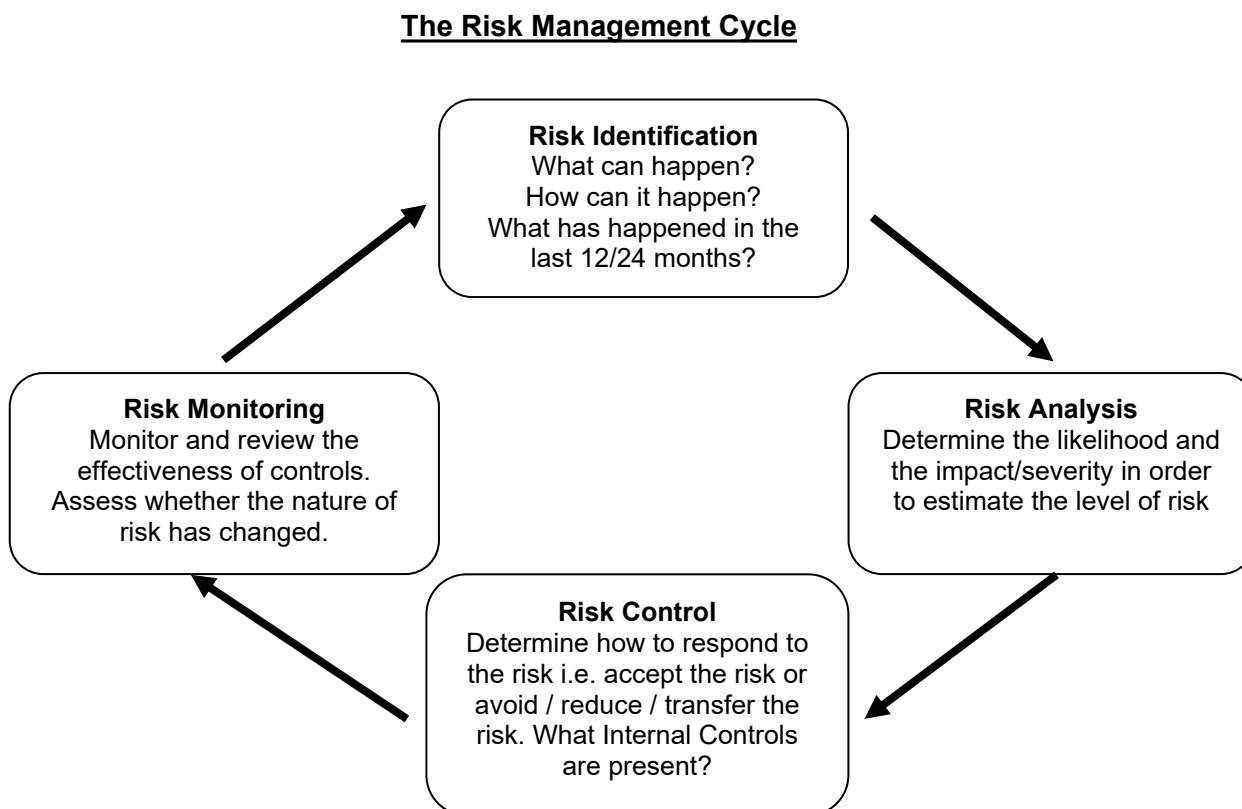 The Risk Management Cycle
Risk Identification
What can happen?
How can it happen?
What has happened in the
last 12/24 months?
Risk Monitoring
Monitor and review the
effectiveness of controls.
Assess whether the nature of
risk has changed.
Risk Analysis
Determine the likelihood and
the impact/severity in order
to estimate the level of risk
Risk Control
Determine how to respond to
the risk i.e. accept the risk or
avoid / reduce / transfer the
risk. What Internal Controls
are present?